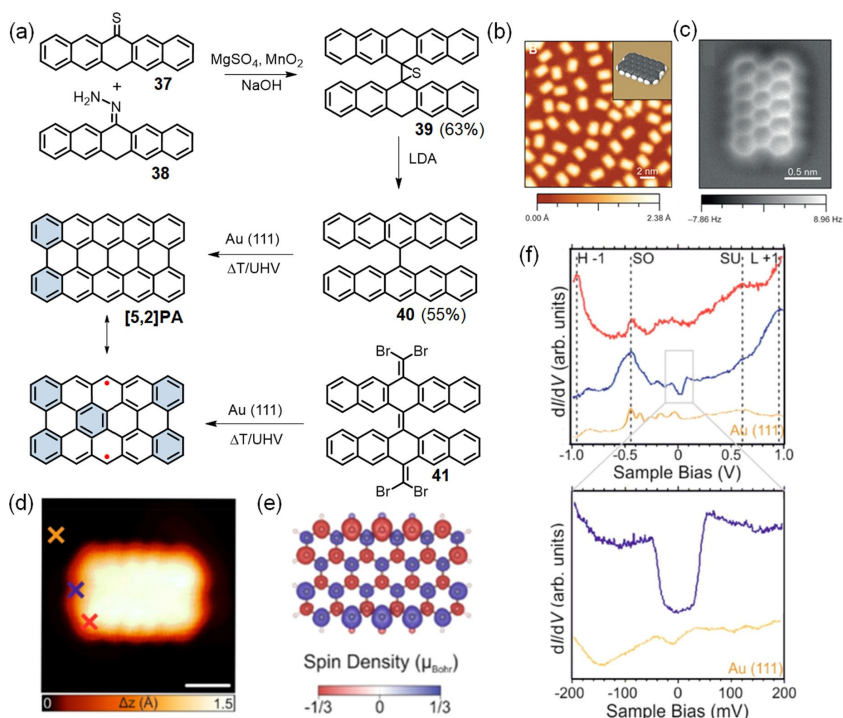 (a)
S
37
+
H₂N
N
38
MgSO₄, MnO₂
NaOH
S
39 (63%)
LDA
40 (55%)
Au (111)
ΔT/UHV
[5,2]PA
Au (111)
ΔT/UHV
Br Br
Br Br
41
(b)
B
2 nm
0.00 Å 2.38 Å
(c)
0.5 nm
-7.86 Hz 8.96 Hz
(d)
0 Δz (Å) 1.5
(e)
Spin Density (μBohr)
-1/3 0 1/3
(f)
H -1 SO SU L +1
dI/dV (arb. units)
Au (111)
-1.0 -0.5 0 0.5 1.0
Sample Bias (V)
dI/dV (arb. units)
Au (111)
-200 -100 0 100 200
Sample Bias (mV)